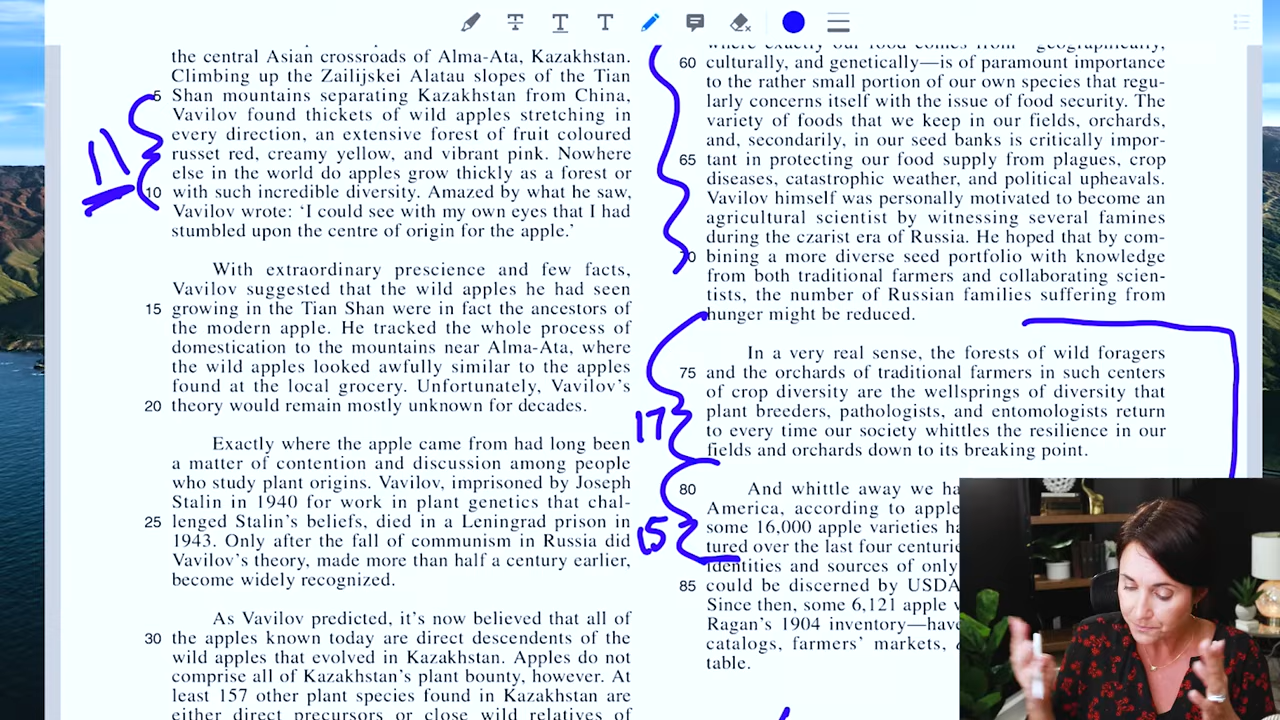 the central Asian crossroads of Alma-Ata, Kazakhstan.
Climbing up the Zailijskei Alatau slopes of the Tian
5 Shan mountains separating Kazakhstan from China,
Vavilov found thickets of wild apples stretching in
every direction, an extensive forest of fruit coloured
russet red, creamy yellow, and vibrant pink. Nowhere
else in the world do apples grow thickly as a forest or
10 with such incredible diversity. Amazed by what he saw,
Vavilov wrote: ‘I could see with my own eyes that I had
stumbled upon the centre of origin for the apple.’
11
With extraordinary prescience and few facts,
Vavilov suggested that the wild apples he had seen
15 growing in the Tian Shan were in fact the ancestors of
the modern apple. He tracked the whole process of
domestication to the mountains near Alma-Ata, where
the wild apples looked awfully similar to the apples
found at the local grocery. Unfortunately, Vavilov’s
20 theory would remain mostly unknown for decades.
Exactly where the apple came from had long been
a matter of contention and discussion among people
who study plant origins. Vavilov, imprisoned by Joseph
Stalin in 1940 for work in plant genetics that chal-
25 lenged Stalin’s beliefs, died in a Leningrad prison in
1943. Only after the fall of communism in Russia did
Vavilov’s theory, made more than half a century earlier,
become widely recognized.
As Vavilov predicted, it’s now believed that all of
30 the apples known today are direct descendents of the
wild apples that evolved in Kazakhstan. Apples do not
comprise all of Kazakhstan’s plant bounty, however. At
least 157 other plant species found in Kazakhstan are
either direct precursors or close wild relatives of
where exactly our food comes from—geographically,
60 culturally, and genetically—is of paramount importance
to the rather small portion of our own species that regu-
larly concerns itself with the issue of food security. The
variety of foods that we keep in our fields, orchards,
and, secondarily, in our seed banks is critically impor-
65 tant in protecting our food supply from plagues, crop
diseases, catastrophic weather, and political upheavals.
Vavilov himself was personally motivated to become an
agricultural scientist by witnessing several famines
during the czarist era of Russia. He hoped that by com-
70 bining a more diverse seed portfolio with knowledge
from both traditional farmers and collaborating scien-
tists, the number of Russian families suffering from
hunger might be reduced.
In a very real sense, the forests of wild foragers
75 and the orchards of traditional farmers in such centers
of crop diversity are the wellsprings of diversity that
plant breeders, pathologists, and entomologists return
to every time our society whittles the resilience in our
fields and orchards down to its breaking point.
17
80 And whittle away we ha
America, according to apple
some 16,000 apple varieties ha
tured over the last four centurie
identities and sources of only
85 could be discerned by USDA
Since then, some 6,121 apple v
Ragan’s 1904 inventory—have
catalogs, farmers’ markets,
table.
15